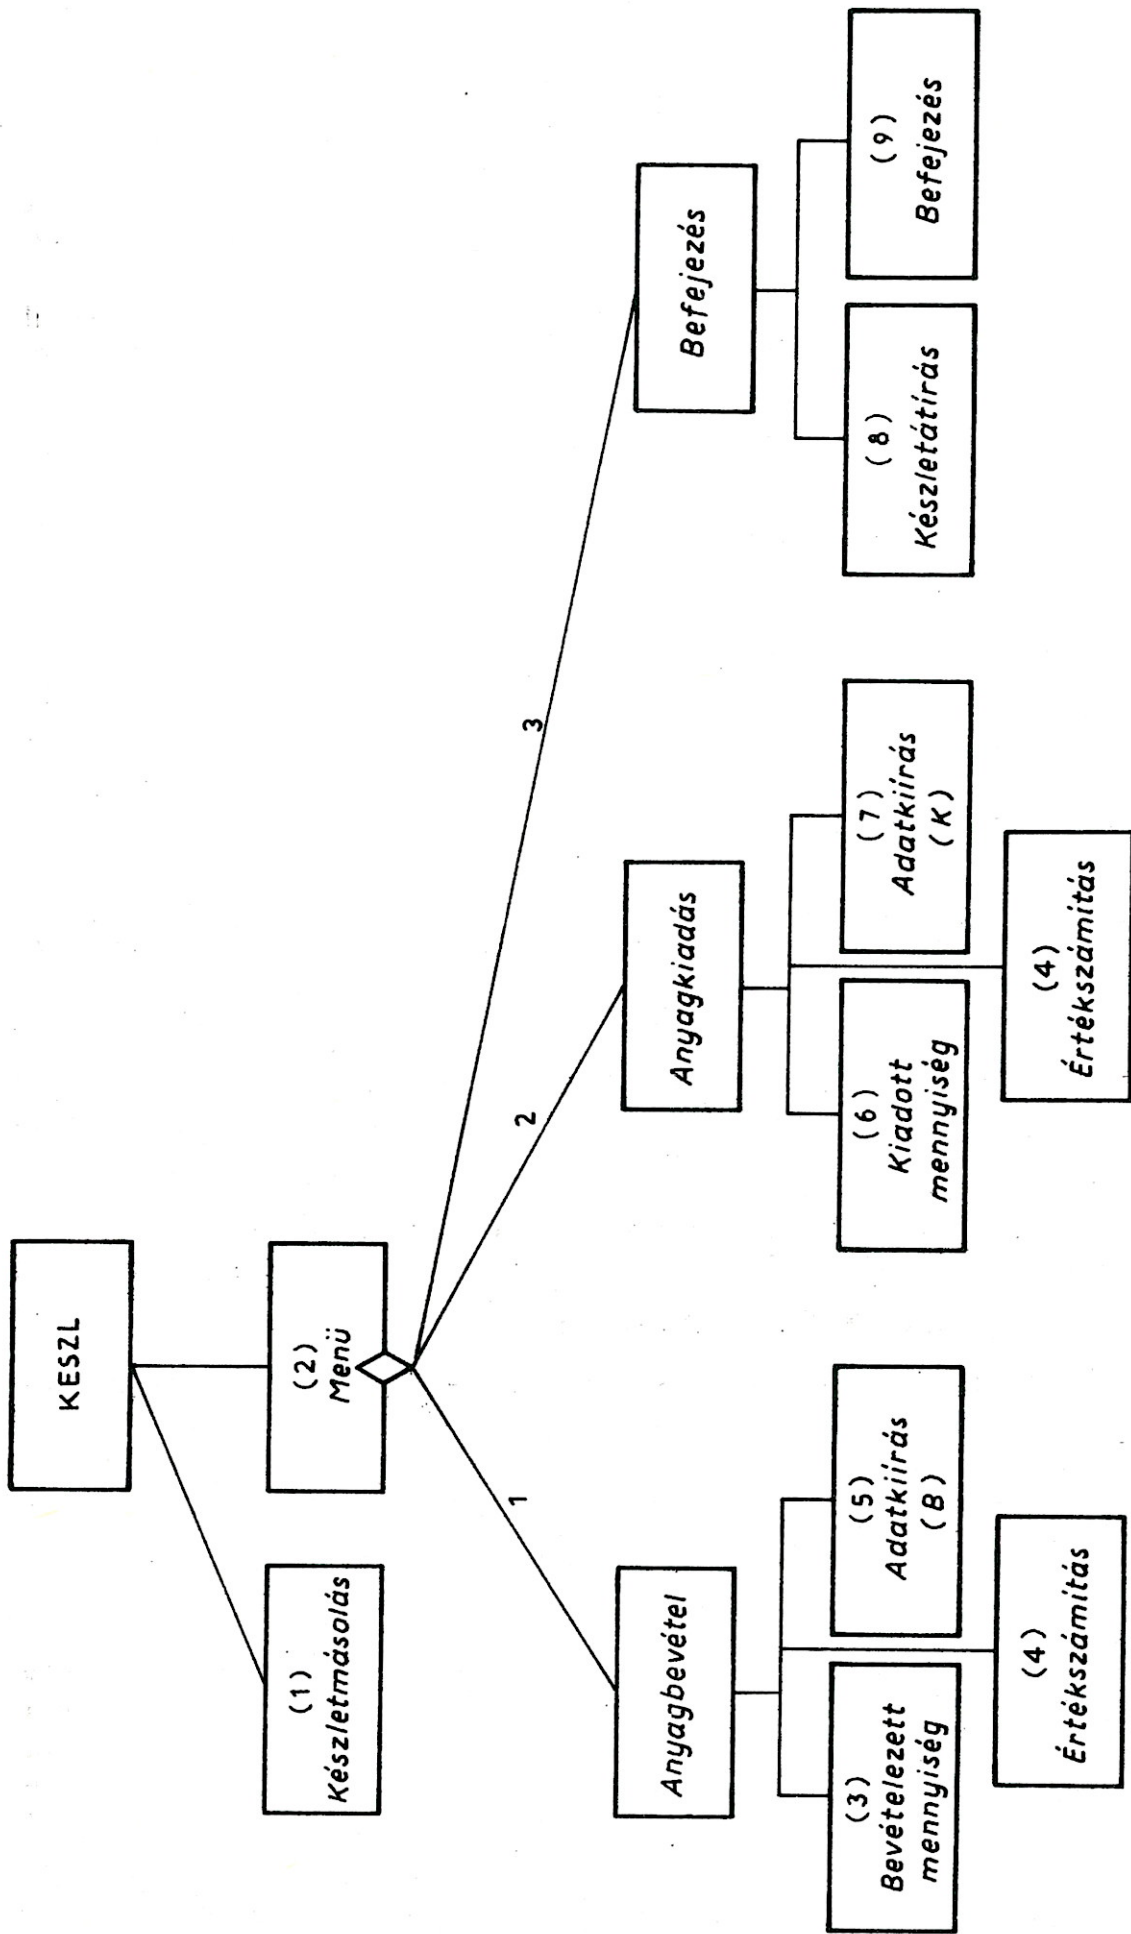 KESZL
(1)
Készletmásolás
(2)
Menü
1
2
3
Anyagbevétel
Anyagkiadás
Befejezés
(3)
Bevételezett
mennyiség
(5)
Adatkiírás
(B)
(6)
Kiadott
mennyiség
(7)
Adatkiírás
(K)
(8)
Készletátírás
(9)
Befejezés
(4)
Értékszámítás
(4)
Értékszámítás